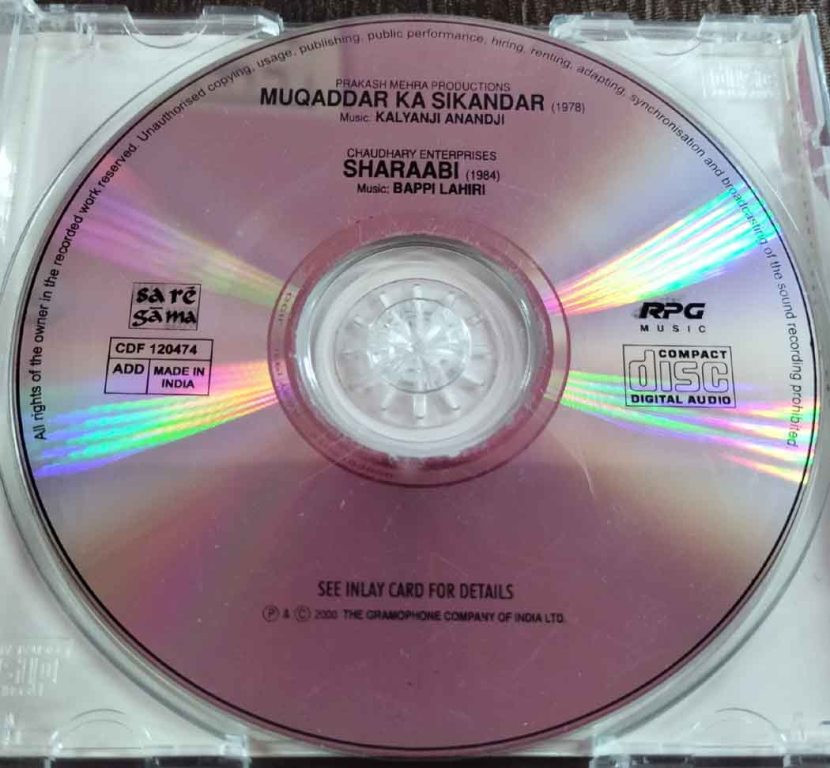 All rights of the owner in the recorded work reserved. Unauthorised copying, usage, publishing, public performance, hiring, renting, adapting, synchronisation and broadcasting of the sound recording prohibited
PRAKASH MEHRA PRODUCTIONS
MUQADDAR KA SIKANDAR (1978)
Music: KALYANJI ANANDJI
CHAUDHARY ENTERPRISES
SHARAABI (1984)
Music: BAPPI LAHIRI
sa rē
gā ma
CDF 120474
ADD MADE IN
INDIA
RPG
MUSIC
COMPACT
disc
DIGITAL AUDIO
SEE INLAY CARD FOR DETAILS
Ⓟ & Ⓒ 2000 THE GRAMOPHONE COMPANY OF INDIA LTD.